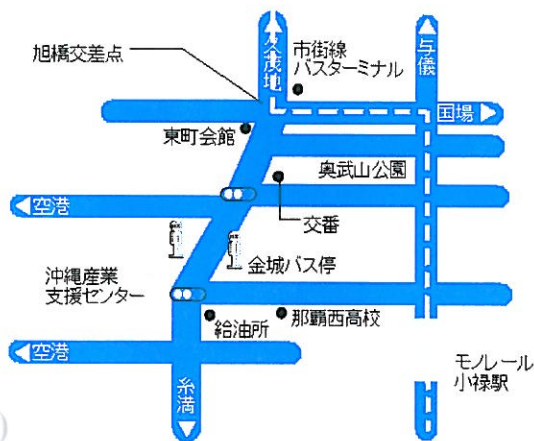 久茂地
与儀
旭橋交差点
市街線
バスターミナル
国場
東町会館
奥武山公園
空港
交番
金城バス停
沖縄産業
支援センター
給油所
那覇西高校
空港
モノレール
小禄駅
糸満